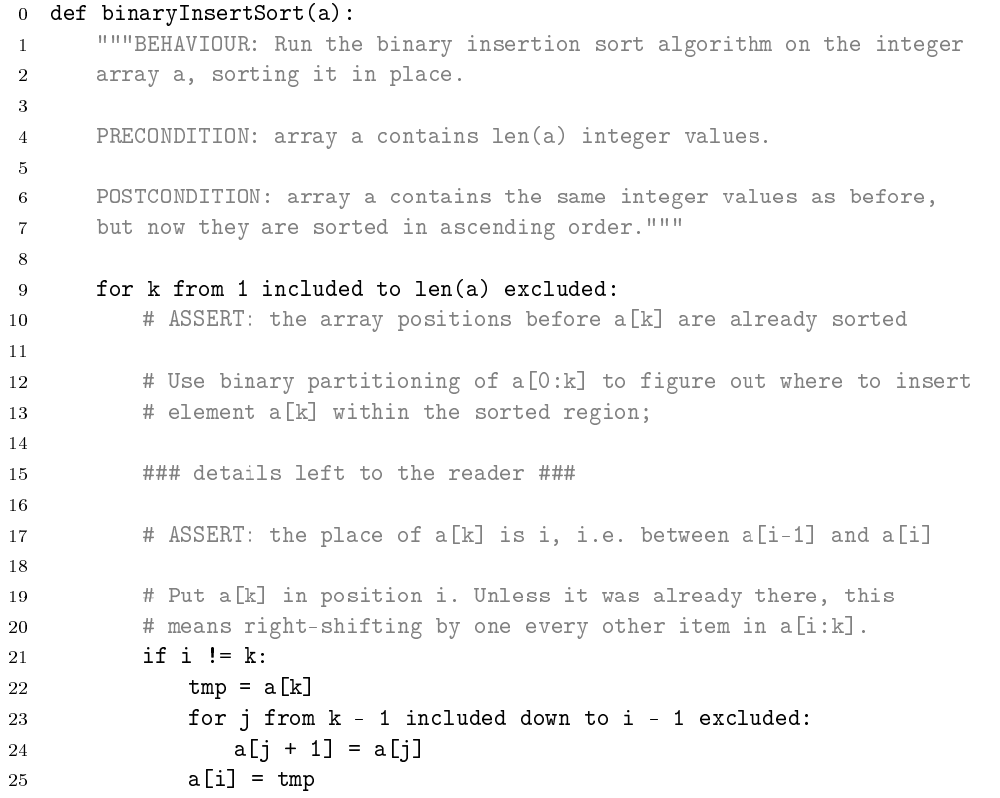 0 def binaryInsertSort(a):
1 """BEHAVIOUR: Run the binary insertion sort algorithm on the integer
2 array a, sorting it in place.
3
4 PRECONDITION: array a contains len(a) integer values.
5
6 POSTCONDITION: array a contains the same integer values as before,
7 but now they are sorted in ascending order."""
8
9 for k from 1 included to len(a) excluded:
10 # ASSERT: the array positions before a[k] are already sorted
11
12 # Use binary partitioning of a[0:k] to figure out where to insert
13 # element a[k] within the sorted region;
14
15 ### details left to the reader ###
16
17 # ASSERT: the place of a[k] is i, i.e. between a[i-1] and a[i]
18
19 # Put a[k] in position i. Unless it was already there, this
20 # means right-shifting by one every other item in a[i:k].
21 if i != k:
22 tmp = a[k]
23 for j from k - 1 included down to i - 1 excluded:
24 a[j + 1] = a[j]
25 a[i] = tmp